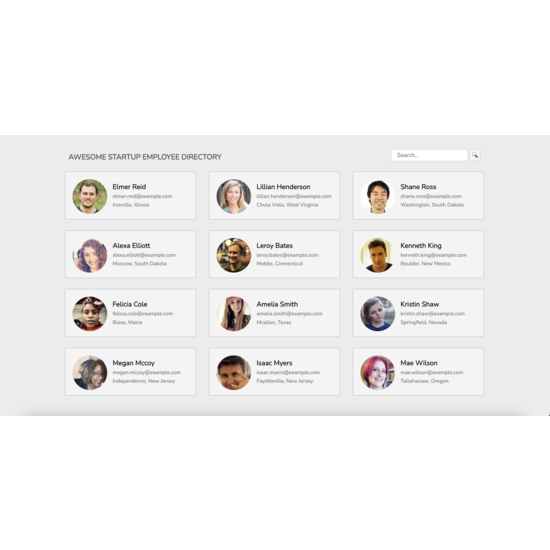 AWESOME STARTUP EMPLOYEE DIRECTORY
Search...
Elmer Reid
elmer.reid@example.com
Ironville, Illinois
Lillian Henderson
lillian.henderson@example.com
Chula Vista, West Virginia
Shane Ross
shane.ross@example.com
Washington, South Dakota
Alexa Elliott
alexa.elliott@example.com
Moscow, South Dakota
Leroy Bates
leroy.bates@example.com
Mobile, Connecticut
Kenneth King
kenneth.king@example.com
Boulder, New Mexico
Felicia Cole
felicia.cole@example.com
Boise, Maine
Amelia Smith
amelia.smith@example.com
Mcallen, Texas
Kristin Shaw
kristin.shaw@example.com
Springfield, Nevada
Megan Mccoy
megan.mccoy@example.com
Independence, New Jersey
Isaac Myers
isaac.myers@example.com
Fayetteville, New Jersey
Mae Wilson
mae.wilson@example.com
Tallahassee, Oregon